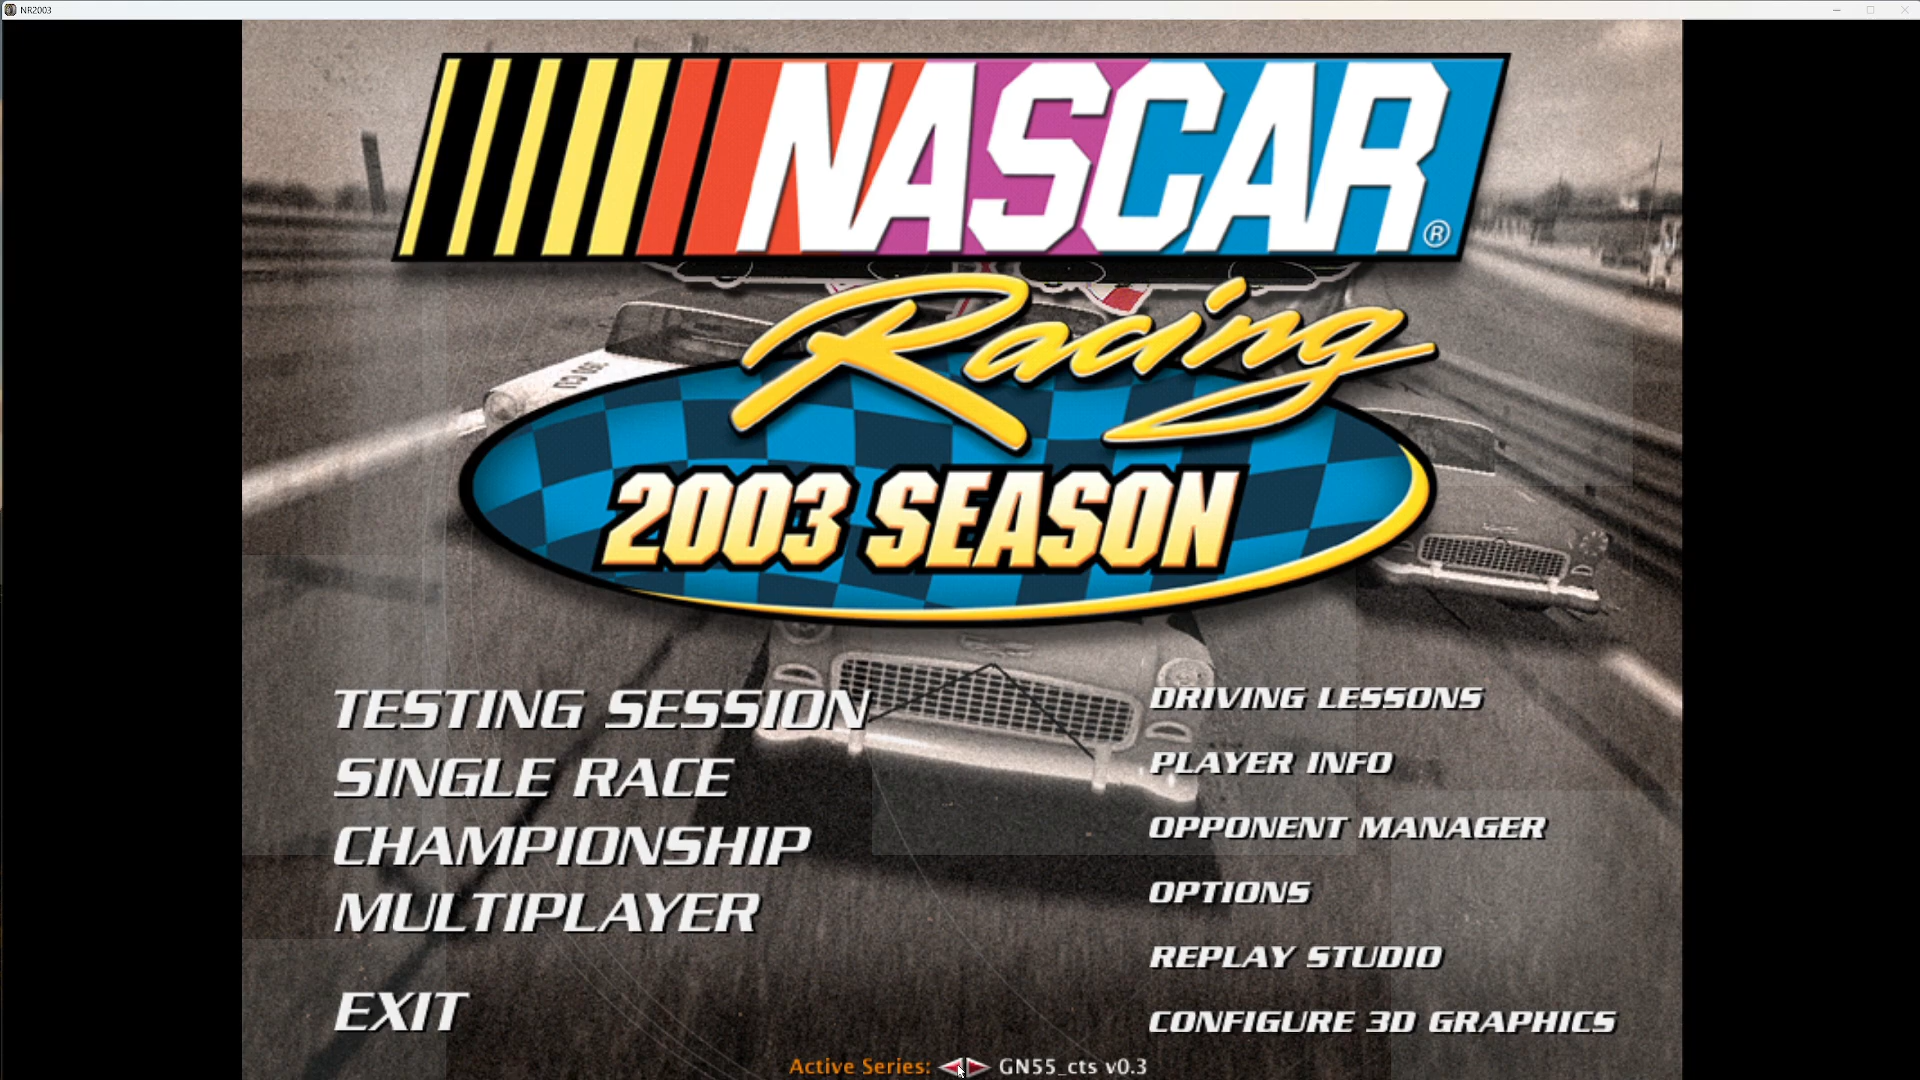 NR2003
NASCAR®
Racing
2003 SEASON
TESTING SESSION
SINGLE RACE
CHAMPIONSHIP
MULTIPLAYER
EXIT
DRIVING LESSONS
PLAYER INFO
OPPONENT MANAGER
OPTIONS
REPLAY STUDIO
CONFIGURE 3D GRAPHICS
Active Series: GN55_cts v0.3